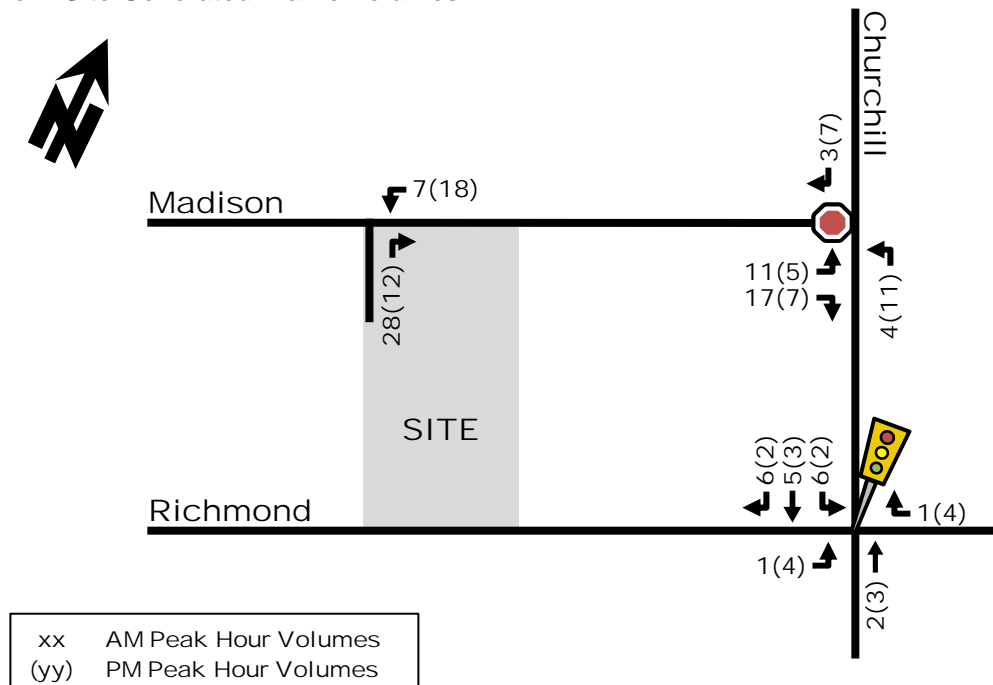 Churchill
3(7)
7(18)
Madison
28(12)
11(5)
17(7)
4(11)
SITE
6(2)
5(3)
6(2)
Richmond
1(4)
1(4)
2(3)
xx AM Peak Hour Volumes
(yy) PM Peak Hour Volumes